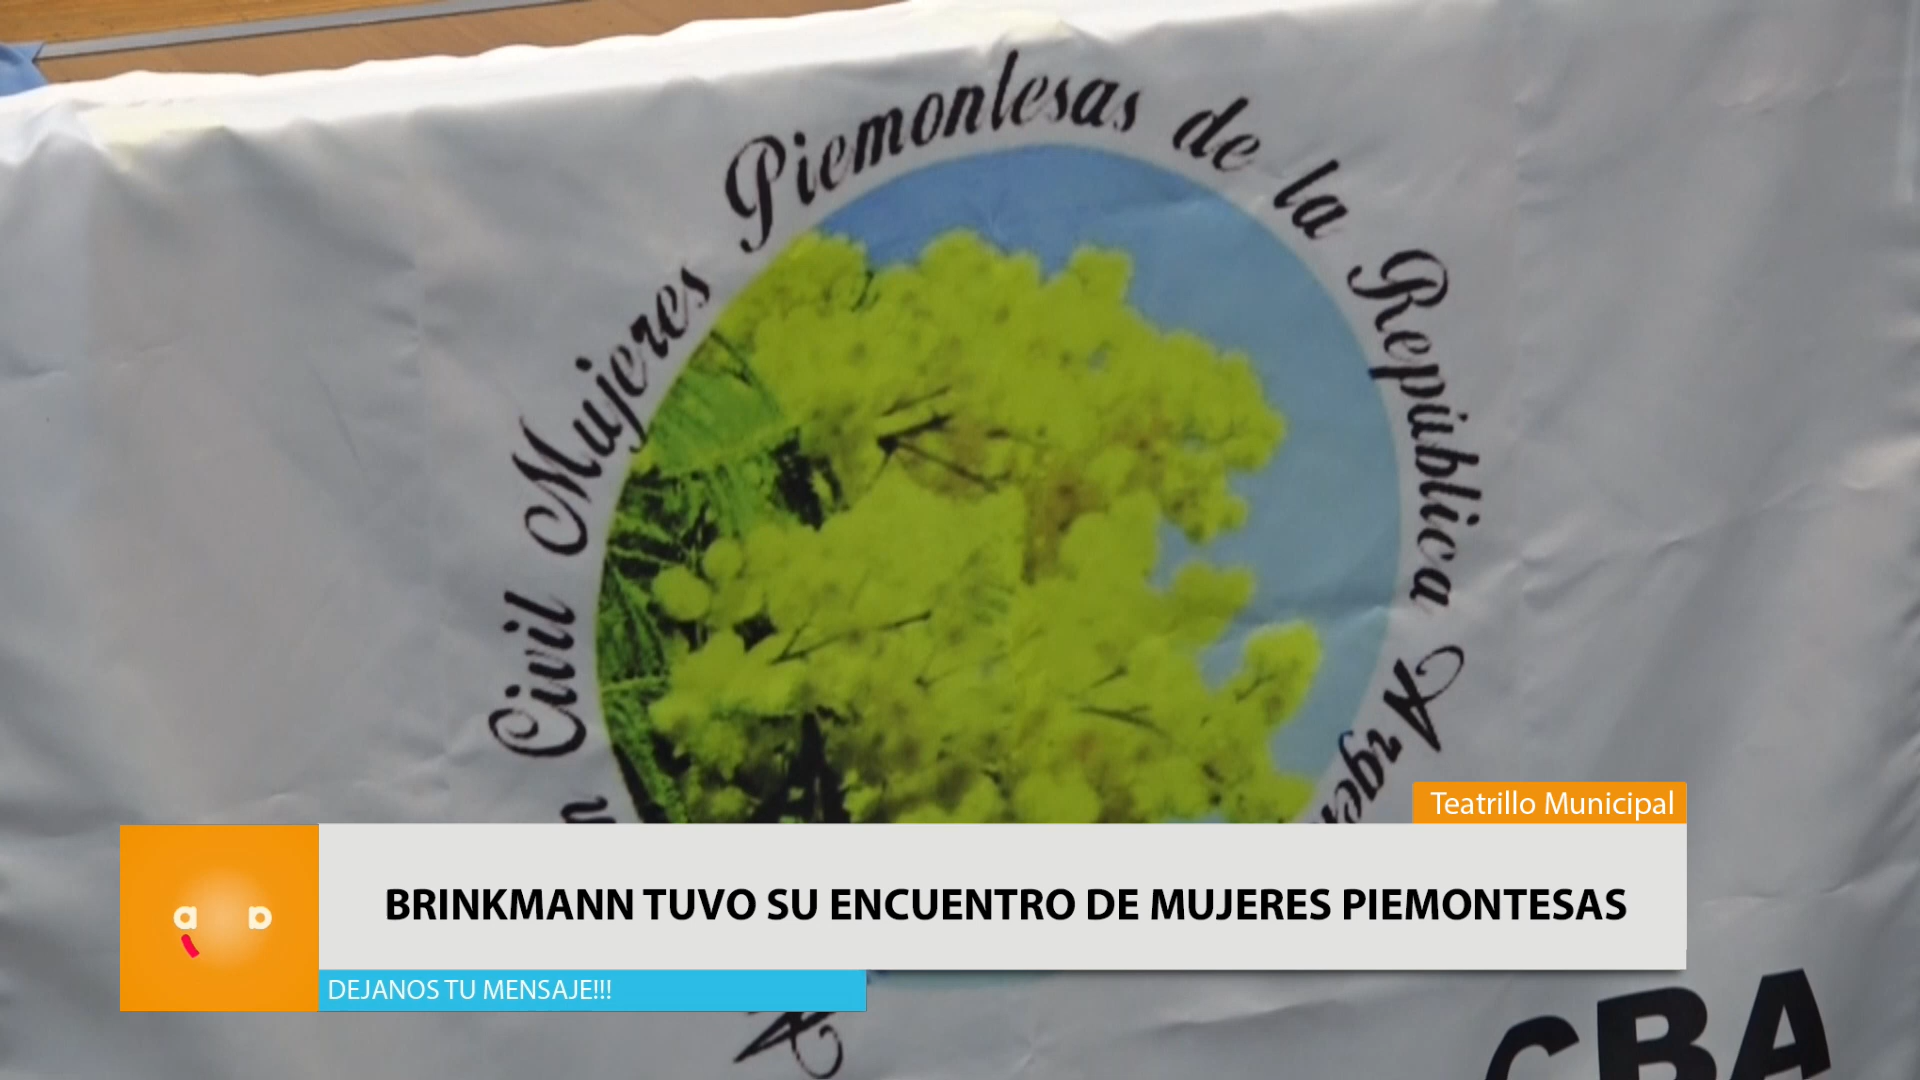 Civil Mujeres Piemontesas de la República
Teatrillo Municipal
BRINKMANN TUVO SU ENCUENTRO DE MUJERES PIEMONTESAS
DEJANOS TU MENSAJE!!!
CBA